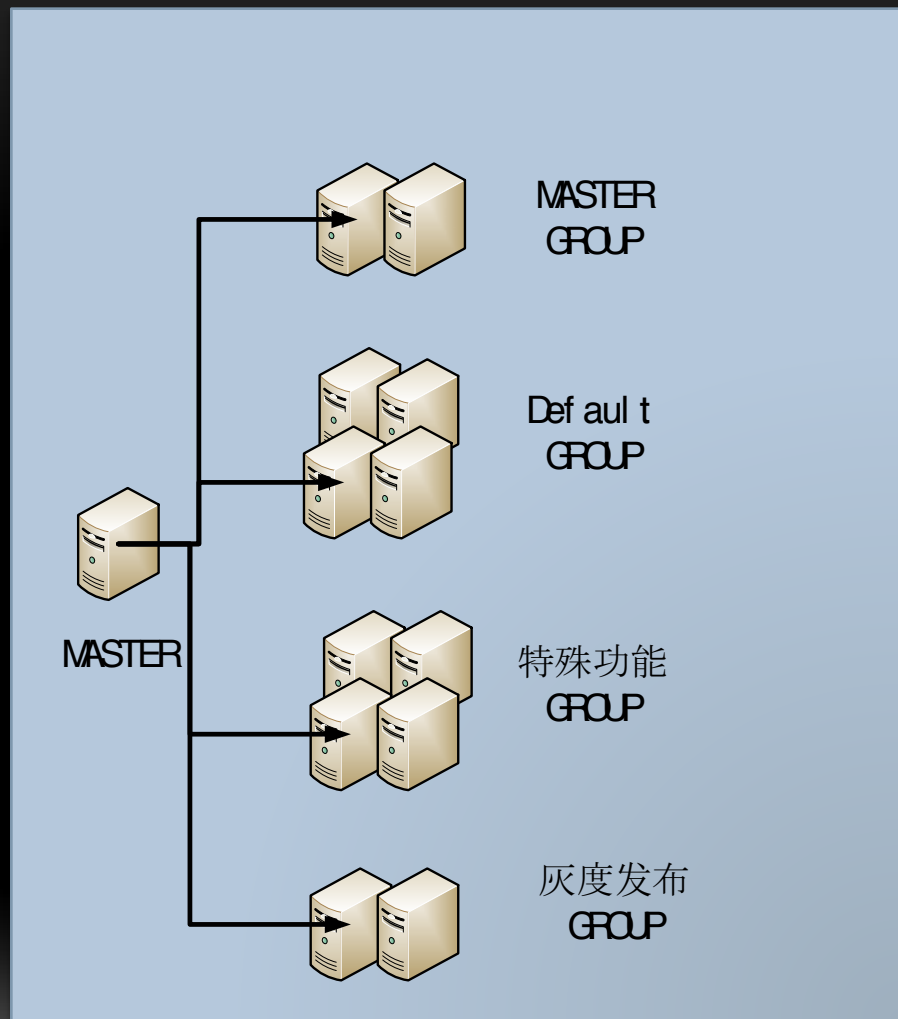 MASTER
GROUP
Default
GROUP
MASTER
特殊功能
GROUP
灰度发布
GROUP